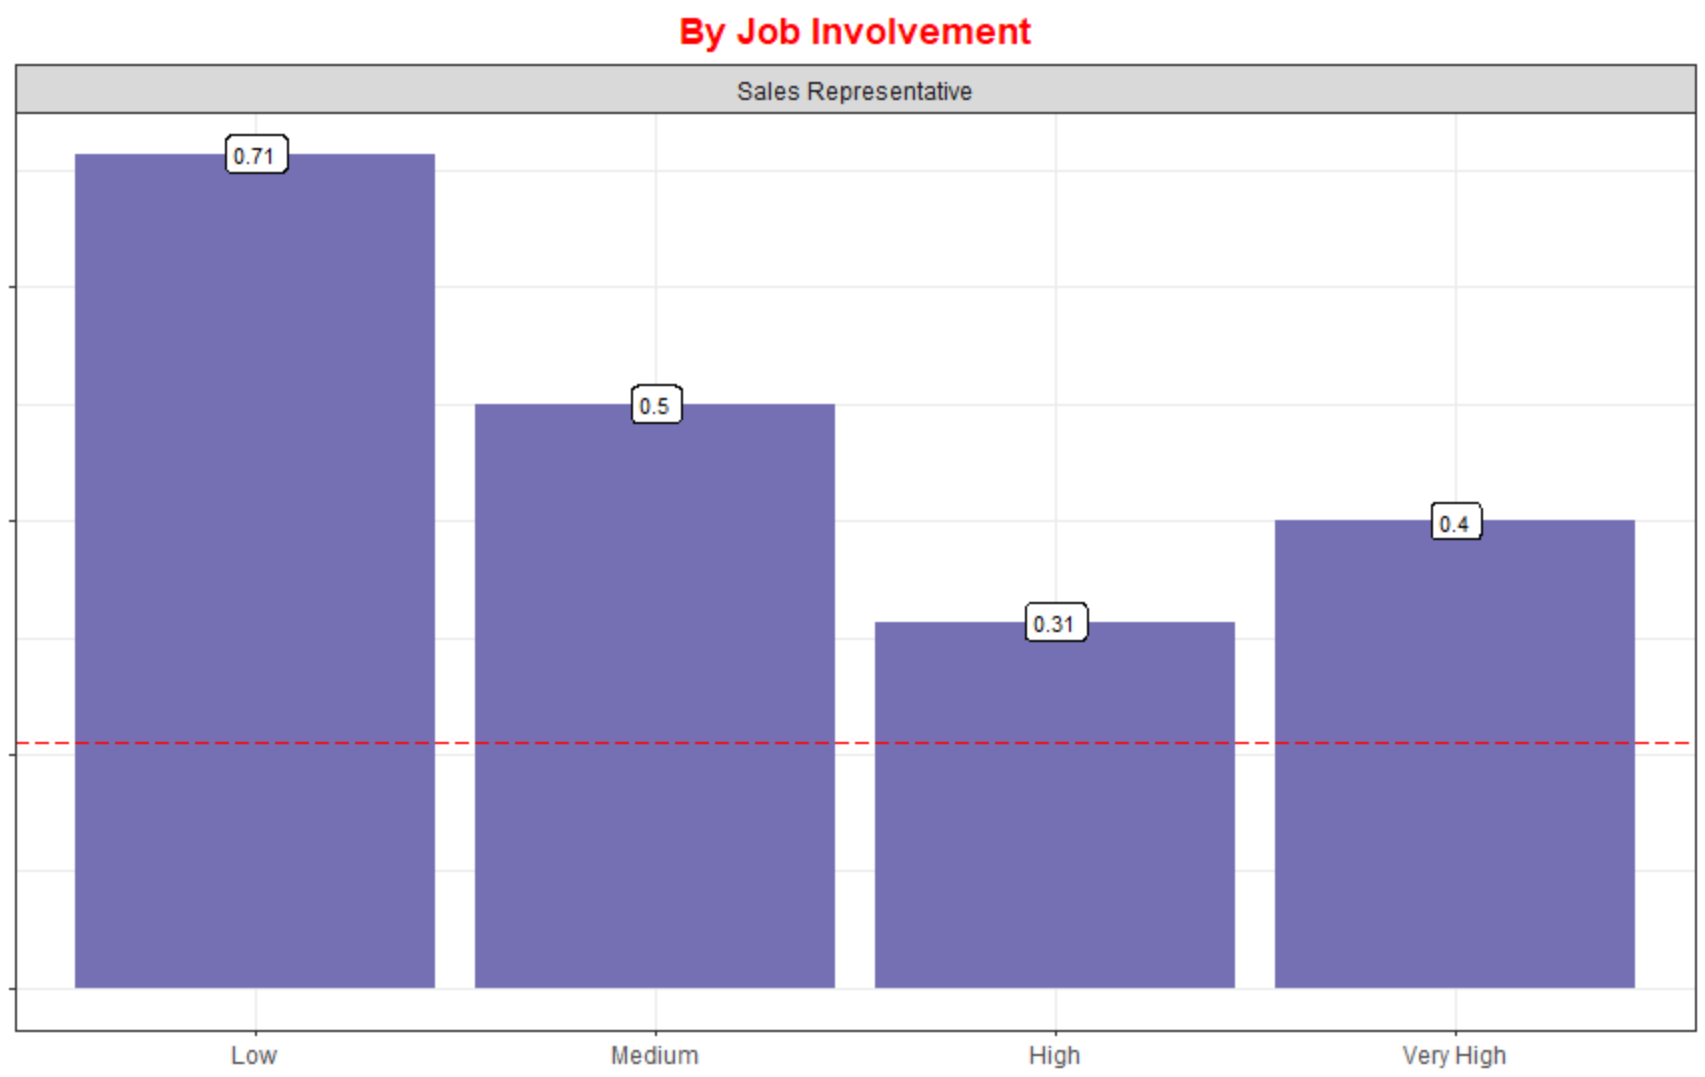 By Job Involvement
Sales Representative
0.71
0.5
0.31
0.4
Low
Medium
High
Very High